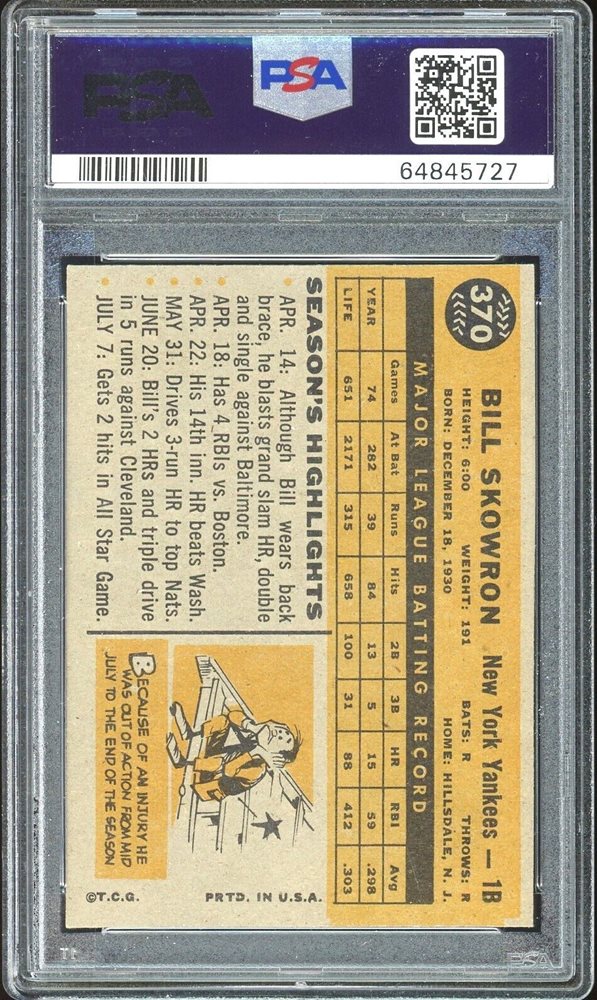 PSA
PSA
64845727
370
BILL SKOWRON New York Yankees — 1B
HEIGHT: 6:00 WEIGHT: 191 BATS: R THROWS: R
BORN: DECEMBER 18, 1930 HOME: HILLSDALE, N. J.
MAJOR LEAGUE BATTING RECORD
Games At Bat Runs Hits 2B 3B HR RBI Avg
YEAR 74 282 39 84 13 5 15 59 .298
LIFE 651 2171 315 658 100 31 88 412 .303
SEASON'S HIGHLIGHTS
• APR. 14: Although Bill wears back
brace, he blasts grand slam HR, double
and single against Baltimore.
• APR. 18: Has 4 RBIs vs. Boston.
• APR. 22: His 14th inn. HR beats Wash.
• MAY 31: Drives 3-run HR to top Nats.
• JUNE 20: Bill's 2 HRs and triple drive
in 5 runs against Cleveland.
• JULY 7: Gets 2 hits in All Star Game.
BECAUSE OF AN INJURY HE
WAS OUT OF ACTION FROM MID
JULY TO THE END OF THE SEASON
©T.C.G. PRTD. IN U.S.A.
PSA